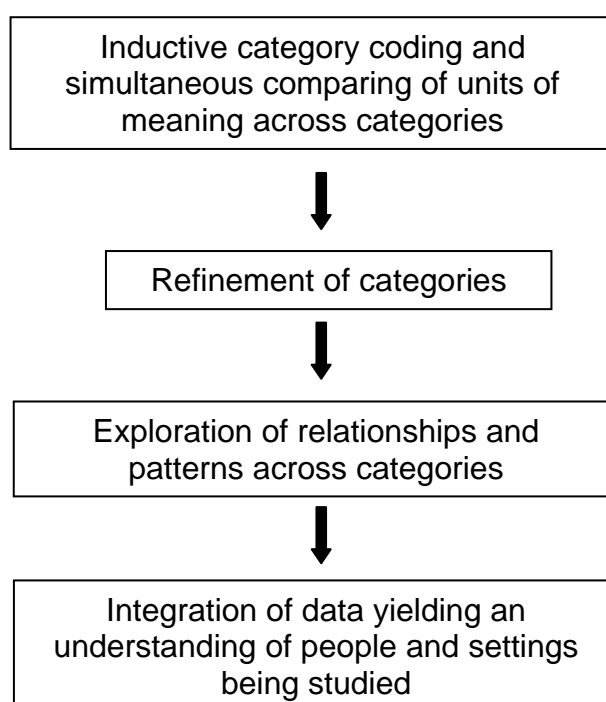 Inductive category coding and
simultaneous comparing of units of
meaning across categories
Refinement of categories
Exploration of relationships and
patterns across categories
Integration of data yielding an
understanding of people and settings
being studied